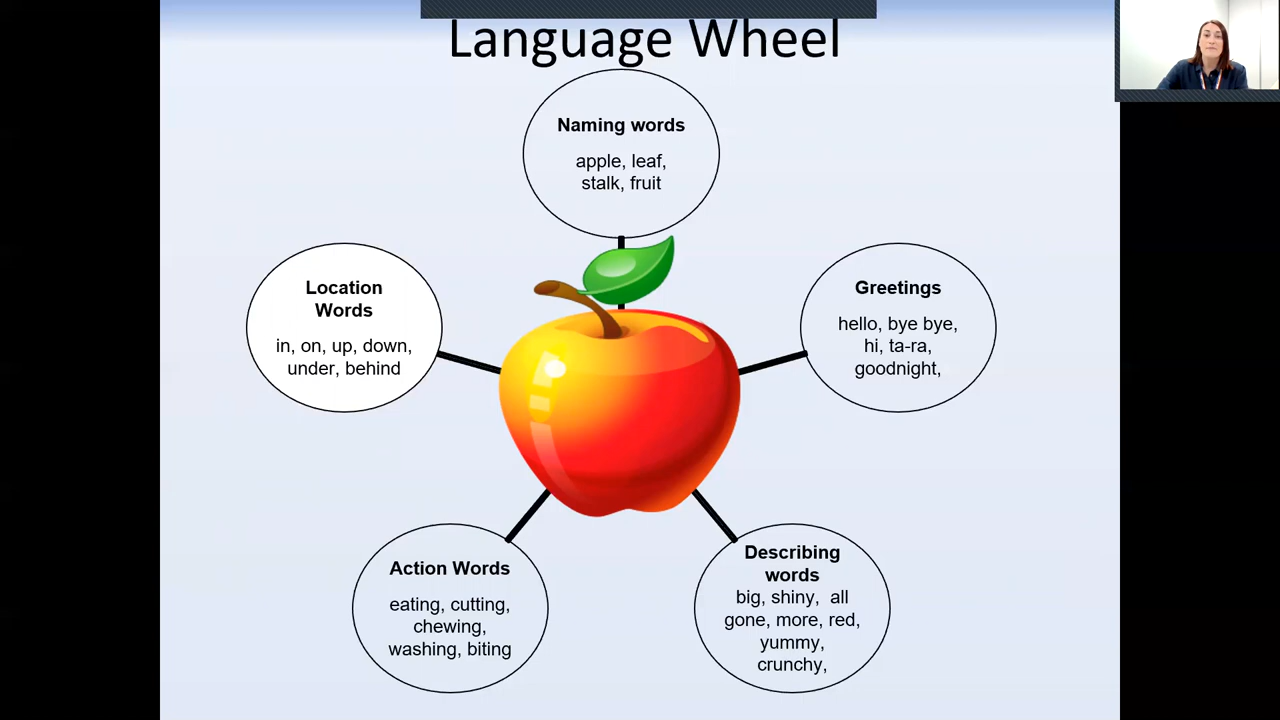 Language Wheel
Naming words
apple, leaf,
stalk, fruit
Location
Words
in, on, up, down,
under, behind
Greetings
hello, bye bye,
hi, ta-ra,
goodnight,
Action Words
eating, cutting,
chewing,
washing, biting
Describing
words
big, shiny, all
gone, more, red,
yummy,
crunchy,